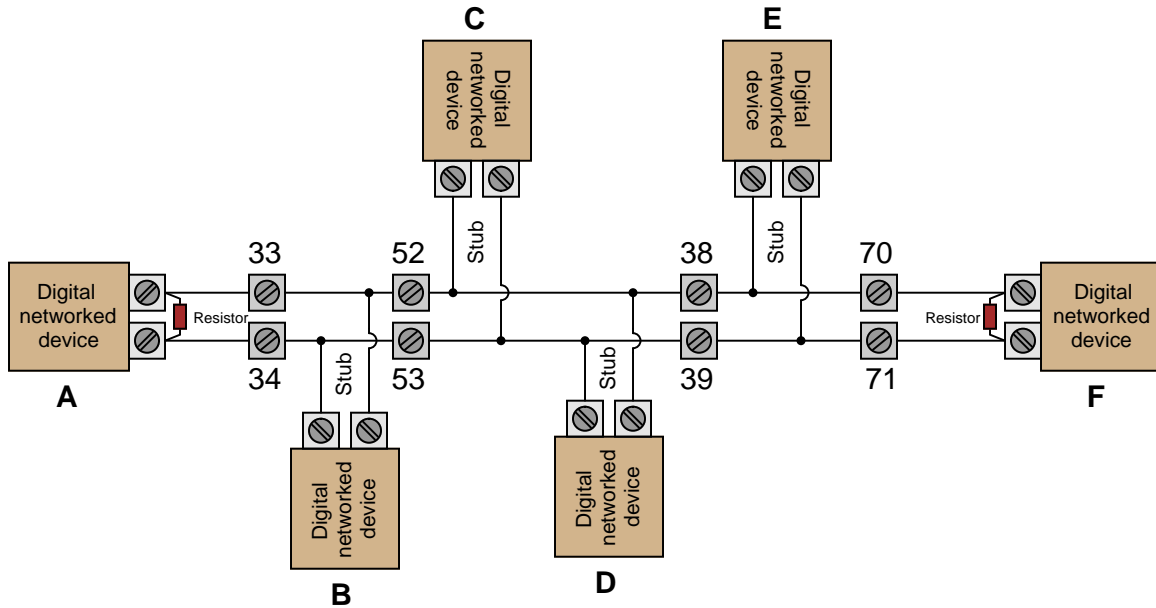 C
E
Digital
networked
device
Digital
networked
device
Stub
Stub
33
52
38
70
Digital
networked
device
Resistor
Resistor
Digital
networked
device
34
53
39
71
A
F
Stub
Stub
Digital
networked
device
Digital
networked
device
B
D